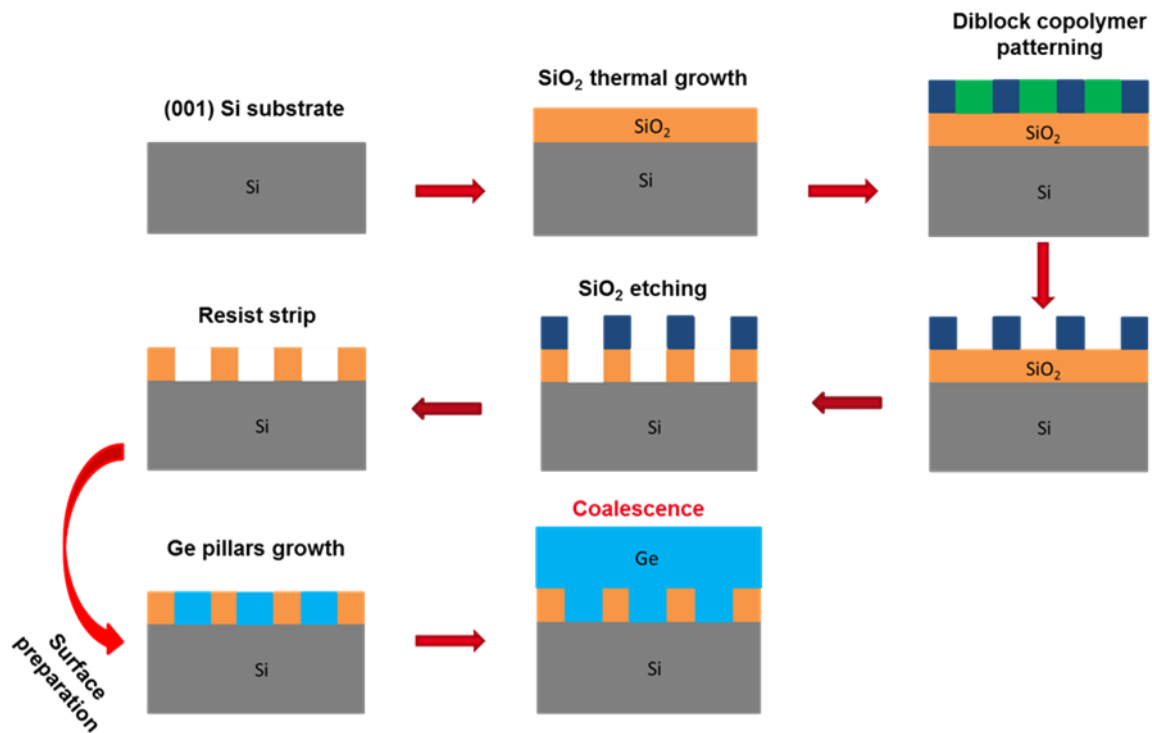 (001) Si substrate
Si
SiO₂ thermal growth
SiO₂
Si
Diblock copolymer
patterning
SiO₂
Si
SiO₂
Si
SiO₂ etching
Si
Resist strip
Si
Surface
preparation
Ge pillars growth
Si
Coalescence
Ge
Si